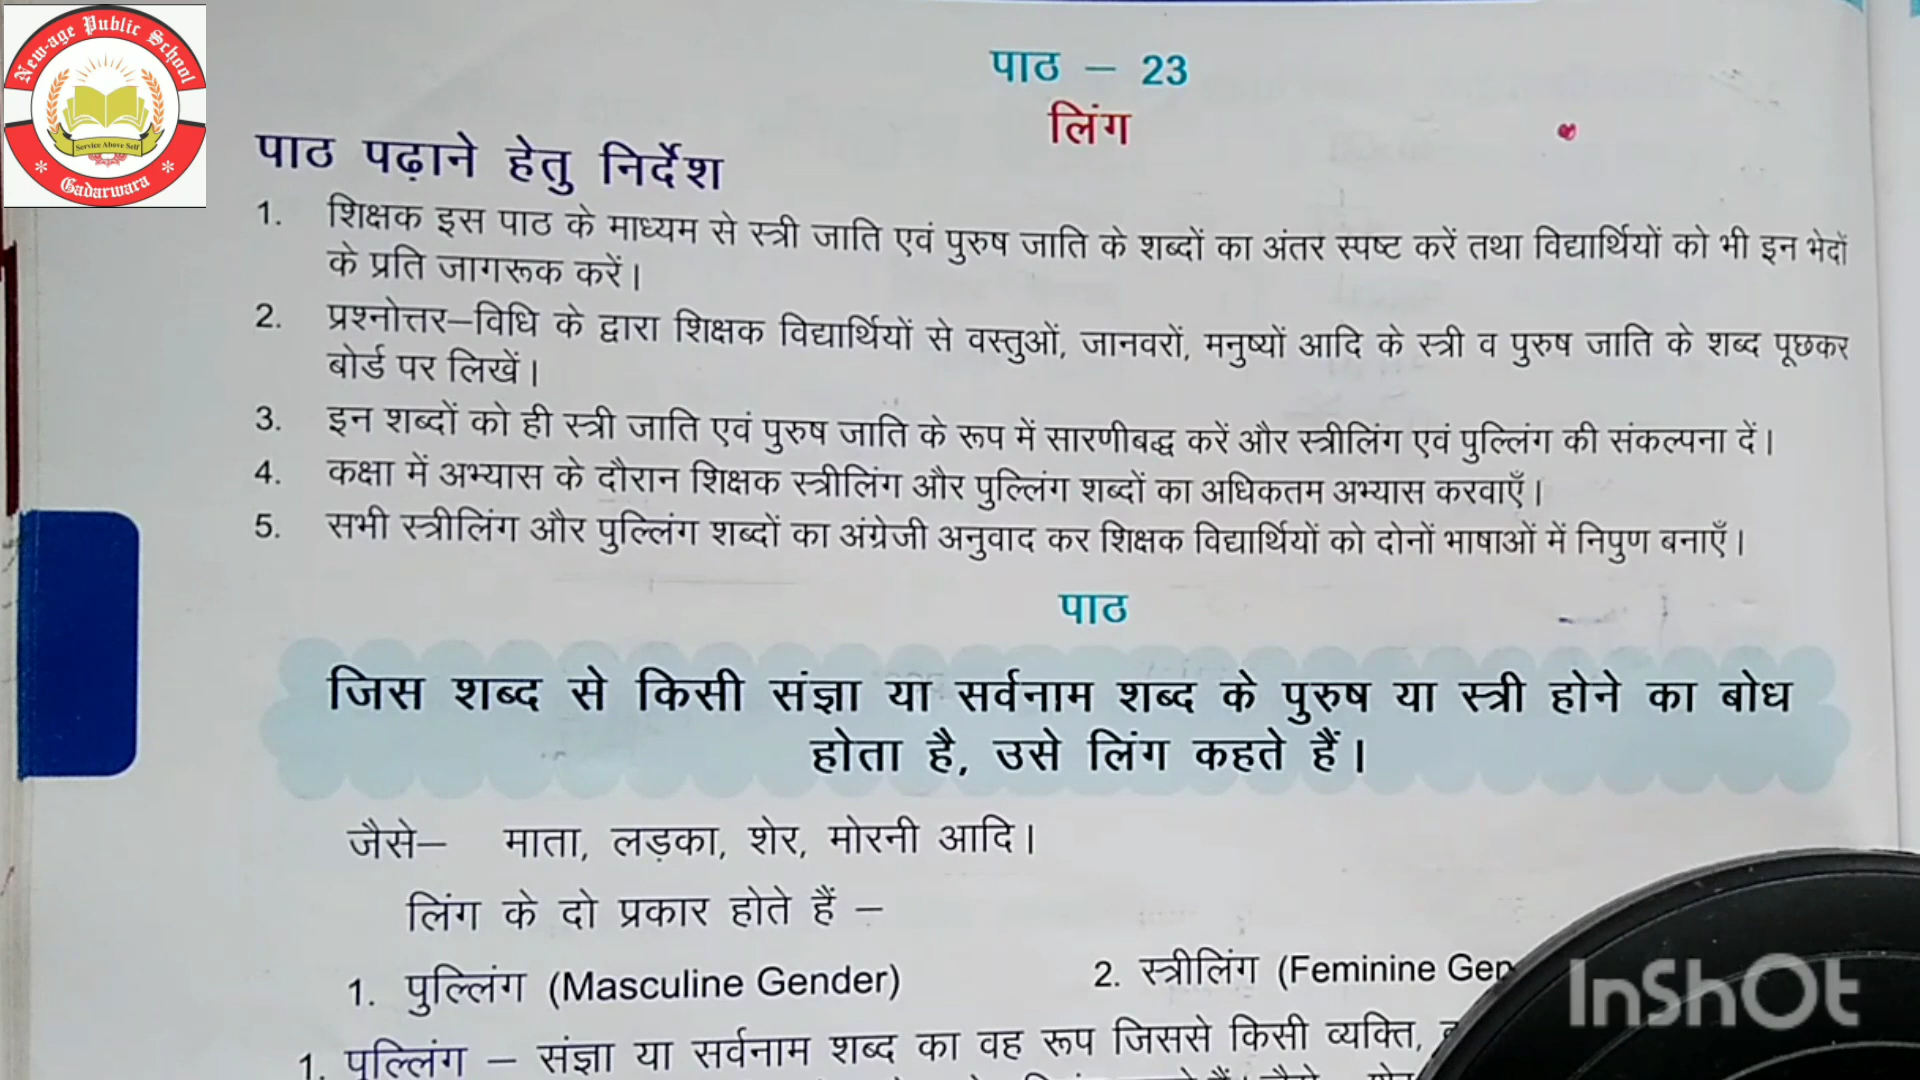 New-age Public School
Service Above Self
Gadarwara
पाठ – 23
लिंग
पाठ पढ़ाने हेतु निर्देश
1. शिक्षक इस पाठ के माध्यम से स्त्री जाति एवं पुरुष जाति के शब्दों का अंतर स्पष्ट करें तथा विद्यार्थियों को भी इन भेदों
के प्रति जागरूक करें।
2. प्रश्नोत्तर–विधि के द्वारा शिक्षक विद्यार्थियों से वस्तुओं, जानवरों, मनुष्यों आदि के स्त्री व पुरुष जाति के शब्द पूछकर
बोर्ड पर लिखें।
3. इन शब्दों को ही स्त्री जाति एवं पुरुष जाति के रूप में सारणीबद्ध करें और स्त्रीलिंग एवं पुल्लिंग की संकल्पना दें।
4. कक्षा में अभ्यास के दौरान शिक्षक स्त्रीलिंग और पुल्लिंग शब्दों का अधिकतम अभ्यास करवाएँ।
5. सभी स्त्रीलिंग और पुल्लिंग शब्दों का अंग्रेजी अनुवाद कर शिक्षक विद्यार्थियों को दोनों भाषाओं में निपुण बनाएँ।
पाठ
जिस शब्द से किसी संज्ञा या सर्वनाम शब्द के पुरुष या स्त्री होने का बोध
होता है, उसे लिंग कहते हैं।
जैसे– माता, लड़का, शेर, मोरनी आदि।
लिंग के दो प्रकार होते हैं –
1. पुल्लिंग (Masculine Gender) 2. स्त्रीलिंग (Feminine Gen
1. पुल्लिंग – संज्ञा या सर्वनाम शब्द का वह रूप जिससे किसी व्यक्ति,
InShOt